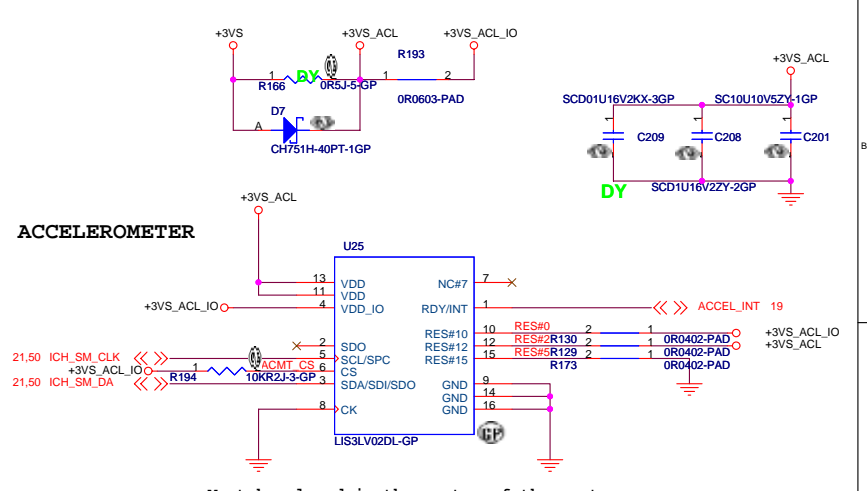 +3VS
+3VS_ACL
+3VS_ACL_IO
R193
1
DY
1
2
R166
0R5J-5-GP
0R0603-PAD
D7
A
CH751H-40PT-1GP
+3VS_ACL
SCD01U16V2KX-3GP
SC10U10V5ZY-1GP
1
1
1
C209
C208
C201
2
2
2
DY
SCD1U16V2ZY-2GP
B
+3VS_ACL
ACCELEROMETER
U25
13
VDD
NC#7
7
11
VDD
+3VS_ACL_IO
4
VDD_IO
RDY/INT
1
ACCEL_INT 19
RES#10
10
RES#0
2
1
+3VS_ACL_IO
2
SDO
RES#12
12
RES#2
R130
2
1
0R0402-PAD
+3VS_ACL
21,50 ICH_SM_CLK
5
SCL/SPC
RES#15
15
RES#5
R129
2
1
0R0402-PAD
+3VS_ACL_IO
1
ACMT_CS
6
CS
R173
0R0402-PAD
21,50 ICH_SM_DA
R194
10KR2J-3-GP
3
SDA/SDI/SDO
GND
9
GND
14
8
CK
GND
16
LIS3LV02DL-GP
GP